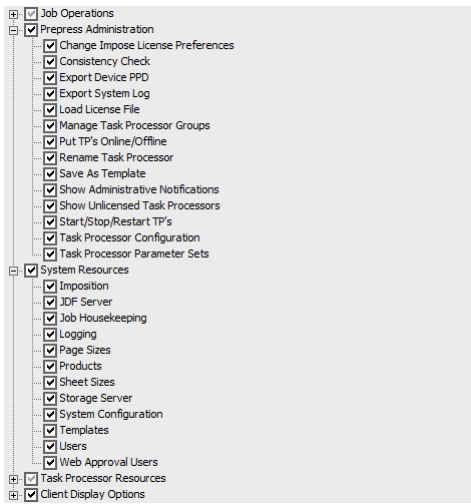 Job Operations
Prepress Administration
Change Impose License Preferences
Consistency Check
Export Device PPD
Export System Log
Load License File
Manage Task Processor Groups
Put TP's Online/Offline
Rename Task Processor
Save As Template
Show Administrative Notifications
Show Unlicensed Task Processors
Start/Stop/Restart TP's
Task Processor Configuration
Task Processor Parameter Sets
System Resources
Imposition
JDF Server
Job Housekeeping
Logging
Page Sizes
Products
Sheet Sizes
Storage Server
System Configuration
Templates
Users
Web Approval Users
Task Processor Resources
Client Display Options